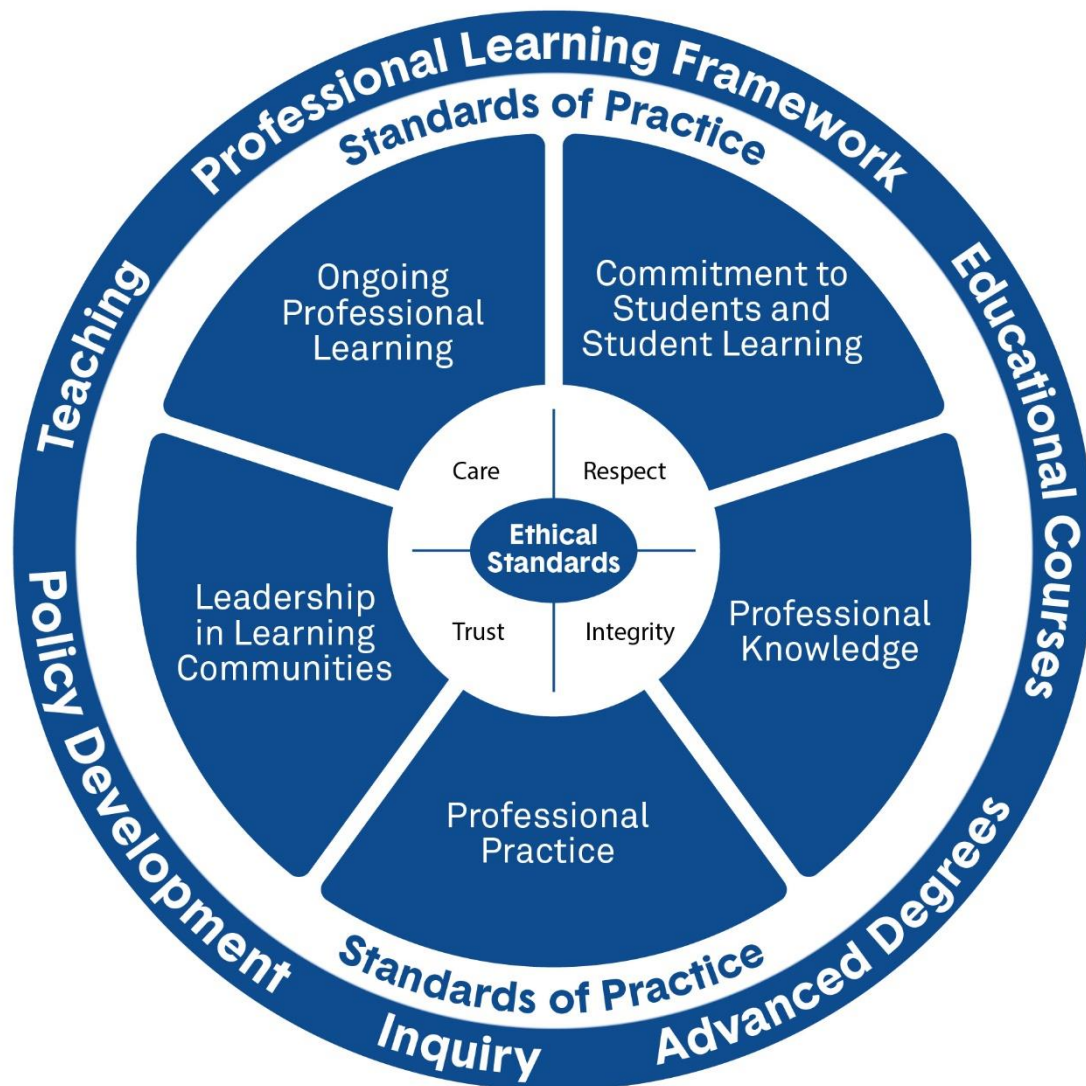 Professional Learning Framework
Educational Courses
Advanced Degrees
Inquiry
Policy Development
Teaching
Standards of Practice
Commitment to
Students and
Student Learning
Professional
Knowledge
Professional
Practice
Leadership
in Learning
Communities
Ongoing
Professional
Learning
Standards of Practice
Care
Respect
Ethical
Standards
Trust
Integrity